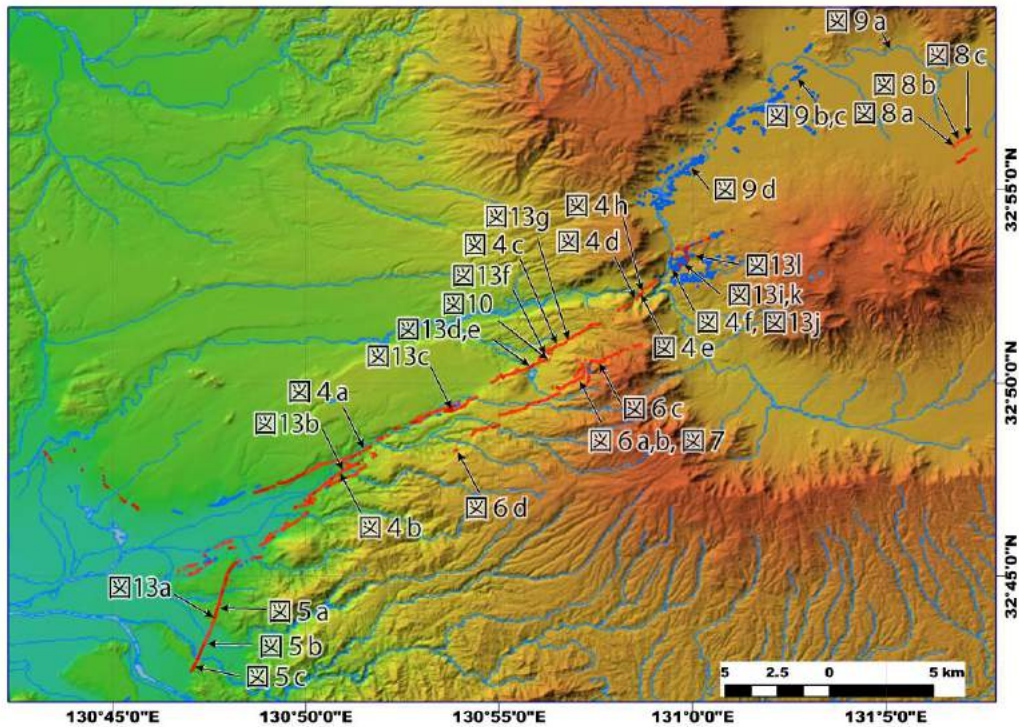 図9a
図8c
図8b
図9b,c
図8a
図9d
32°55'0"N
図4h
図13g
図4c
図4d
図13f
図13l
図10
図13i,k
図13d,e
図4f, 図13j
図13c
図4e
32°50'0"N
図4a
図6c
図13b
図6a,b, 図7
図6d
図4b
32°45'0"N
図13a
図5a
図5b
図5c
5 2.5 0 5 km
130°45'0"E 130°50'0"E 130°55'0"E 131°0'0"E 131°5'0"E